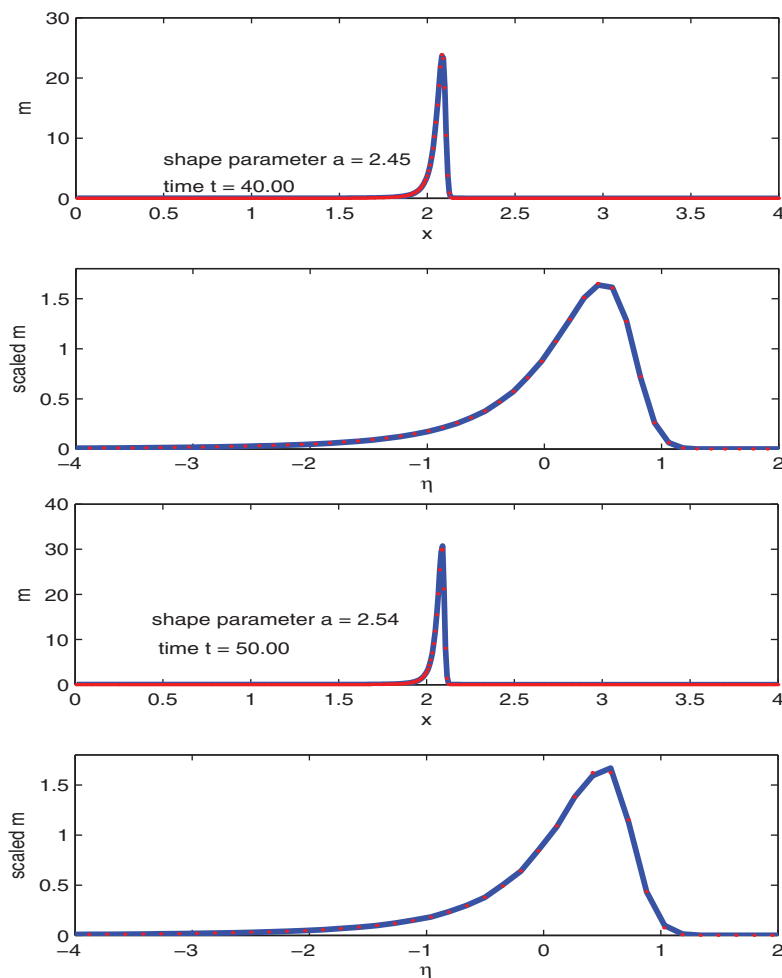 30
20
10
0
m
shape parameter a = 2.45
time t = 40.00
0 0.5 1 1.5 2 2.5 3 3.5 4
x
1.5
1
0.5
0
scaled m
−4 −3 −2 −1 0 1 2
η
40
30
20
10
0
m
shape parameter a = 2.54
time t = 50.00
0 0.5 1 1.5 2 2.5 3 3.5 4
x
1.5
1
0.5
0
scaled m
−4 −3 −2 −1 0 1 2
η